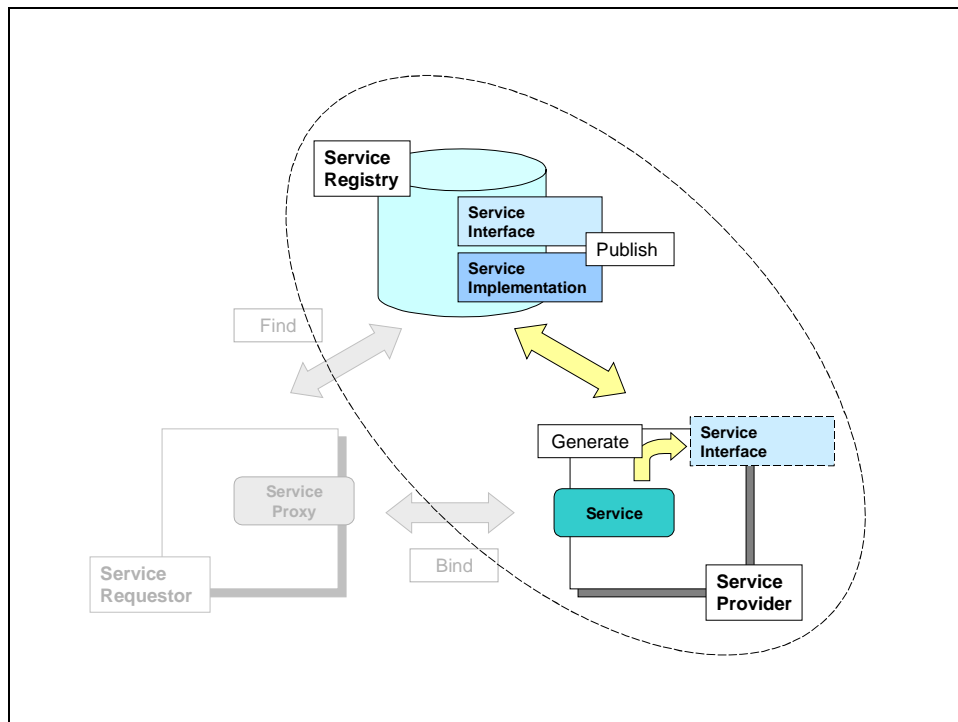 Service
Registry
Service
Interface
Publish
Service
Implementation
Find
Generate
Service
Interface
Service
Proxy
Service
Bind
Service
Requestor
Service
Provider